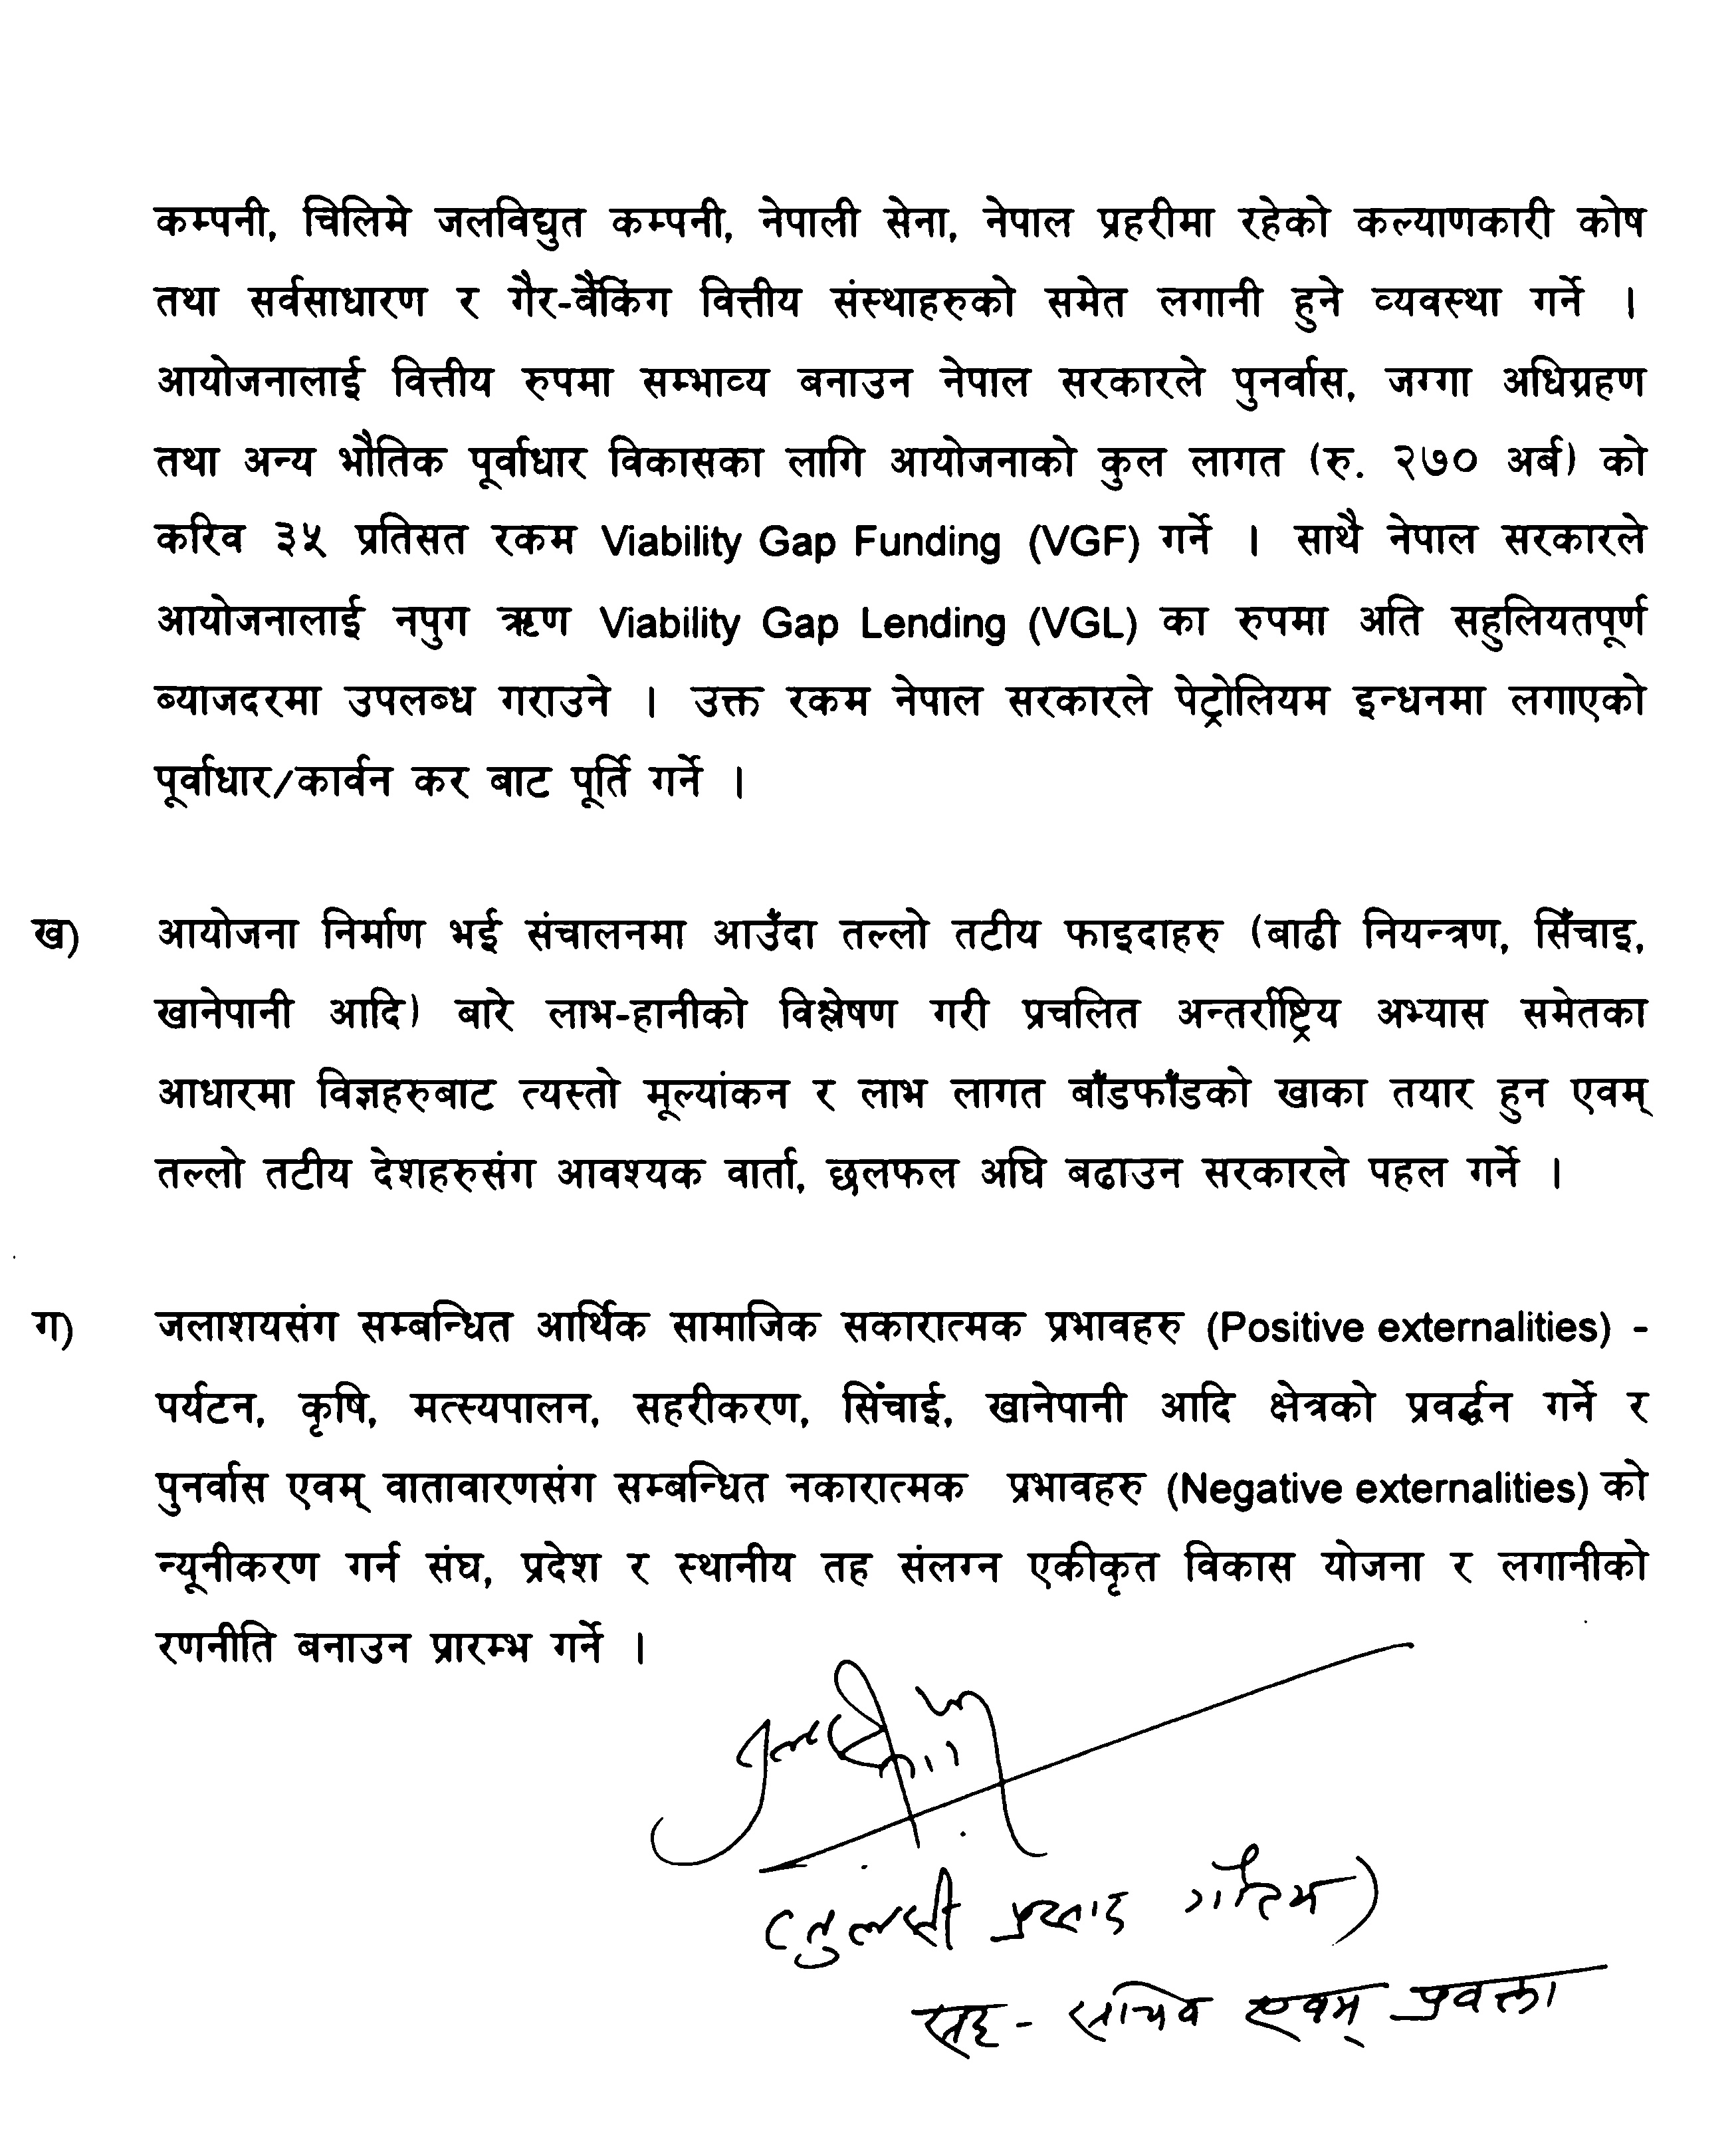 कम्पनी, चिलिमे जलविद्युत कम्पनी, नेपाली सेना, नेपाल प्रहरीमा रहेको कल्याणकारी कोष
तथा सर्वसाधारण र गैर-बैंकिंग वित्तीय संस्थाहरुको समेत लगानी हुने व्यवस्था गर्ने ।
आयोजनालाई वित्तीय रुपमा सम्भाव्य बनाउन नेपाल सरकारले पुनर्वास, जग्गा अधिग्रहण
तथा अन्य भौतिक पूर्वाधार विकासका लागि आयोजनाको कुल लागत (रु. २७० अर्ब) को
करिव ३५ प्रतिसत रकम Viability Gap Funding (VGF) गर्ने । साथै नेपाल सरकारले
आयोजनालाई नपुग ऋण Viability Gap Lending (VGL) का रुपमा अति सहुलियतपूर्ण
ब्याजदरमा उपलब्ध गराउने । उक्त रकम नेपाल सरकारले पेट्रोलियम इन्धनमा लगाएको
पूर्वाधार/कार्वन कर बाट पूर्ति गर्ने ।
ख) आयोजना निर्माण भई संचालनमा आउँदा तल्लो तटीय फाइदाहरु (बाढी नियन्त्रण, सिँचाइ,
खानेपानी आदि) बारे लाभ-हानीको विश्लेषण गरी प्रचलित अन्तर्राष्ट्रिय अभ्यास समेतका
आधारमा विज्ञहरुबाट त्यस्तो मूल्यांकन र लाभ लागत बाँडफाँडको खाका तयार हुन एवम्
तल्लो तटीय देशहरुसंग आवश्यक वार्ता, छलफल अघि बढाउन सरकारले पहल गर्ने ।
ग) जलाशयसंग सम्बन्धित आर्थिक सामाजिक सकारात्मक प्रभावहरु (Positive externalities) -
पर्यटन, कृषि, मत्स्यपालन, सहरीकरण, सिंचाई, खानेपानी आदि क्षेत्रको प्रवर्द्धन गर्ने र
पुनर्वास एवम् वातावारणसंग सम्बन्धित नकारात्मक प्रभावहरु (Negative externalities) को
न्यूनीकरण गर्न संघ, प्रदेश र स्थानीय तह संलग्न एकीकृत विकास योजना र लगानीको
रणनीति बनाउन प्रारम्भ गर्ने ।
(तुलसी प्रसाद गौतम)
सह - सचिव एवम् प्रवक्ता